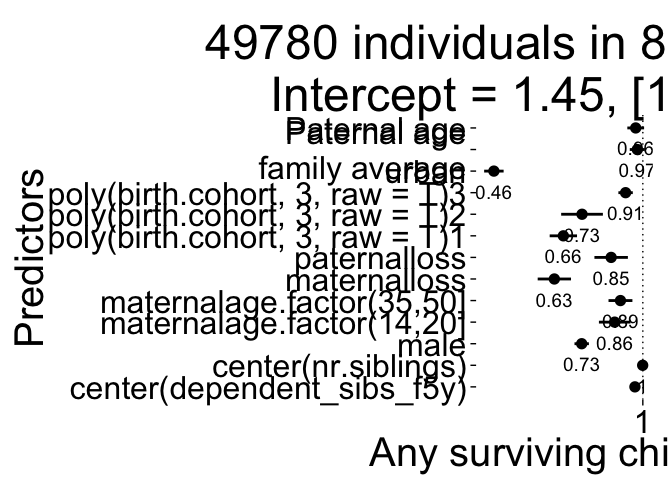 49780 individuals in 8
Intercept = 1.45, [1
Predictors
Paternal age
Paternal age
family average
urban
poly(birth.cohort, 3, raw = T)3
poly(birth.cohort, 3, raw = T)2
poly(birth.cohort, 3, raw = T)1
paternalloss
maternalloss
maternalage.factor(35,50]
maternalage.factor(14,20]
male
center(nr.siblings)
center(dependent_sibs_f5y)
0.97
0.46
0.91
0.73
0.66
0.85
0.63
0.89
0.86
0.73
1
1
Any surviving chi